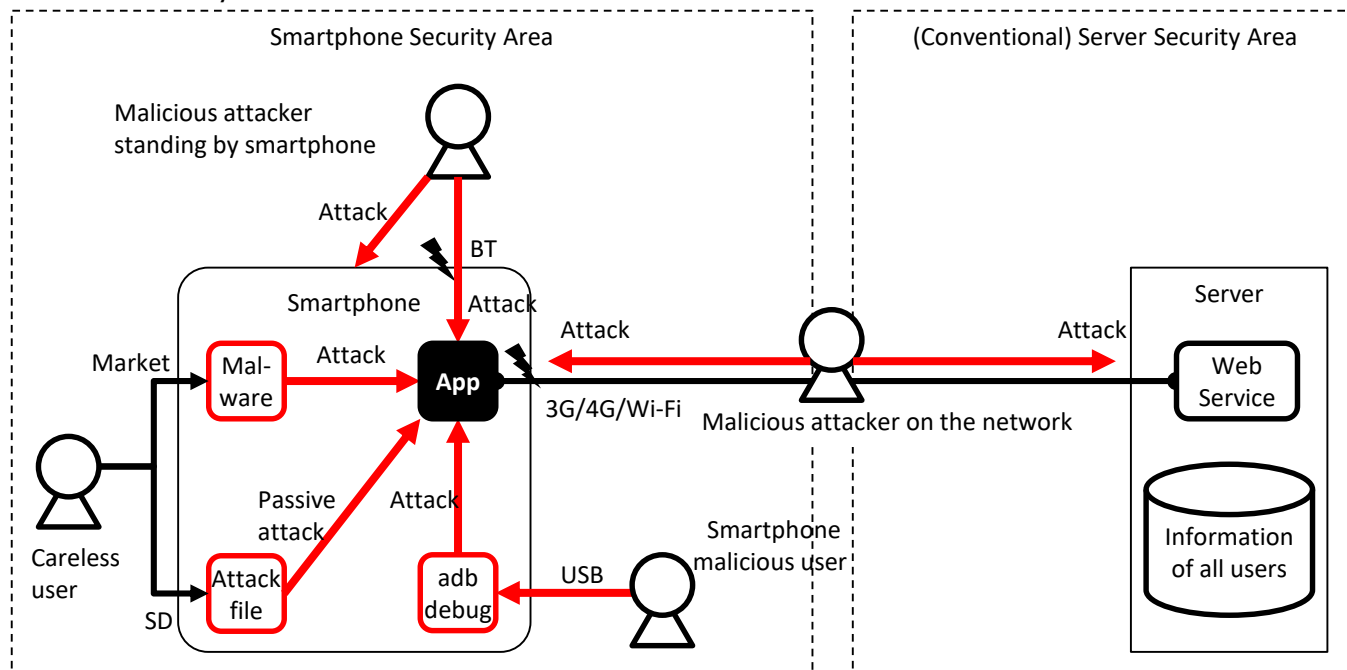 Smartphone Security Area
(Conventional) Server Security Area
Malicious attacker
standing by smartphone
Attack
BT
Smartphone
Attack
Server
Attack
Attack
Market
Mal-
ware
Attack
App
Web
Service
3G/4G/Wi-Fi
Malicious attacker on the network
Passive
attack
Attack
Careless
user
Smartphone
malicious user
Information
of all users
Attack
file
adb
debug
USB
SD